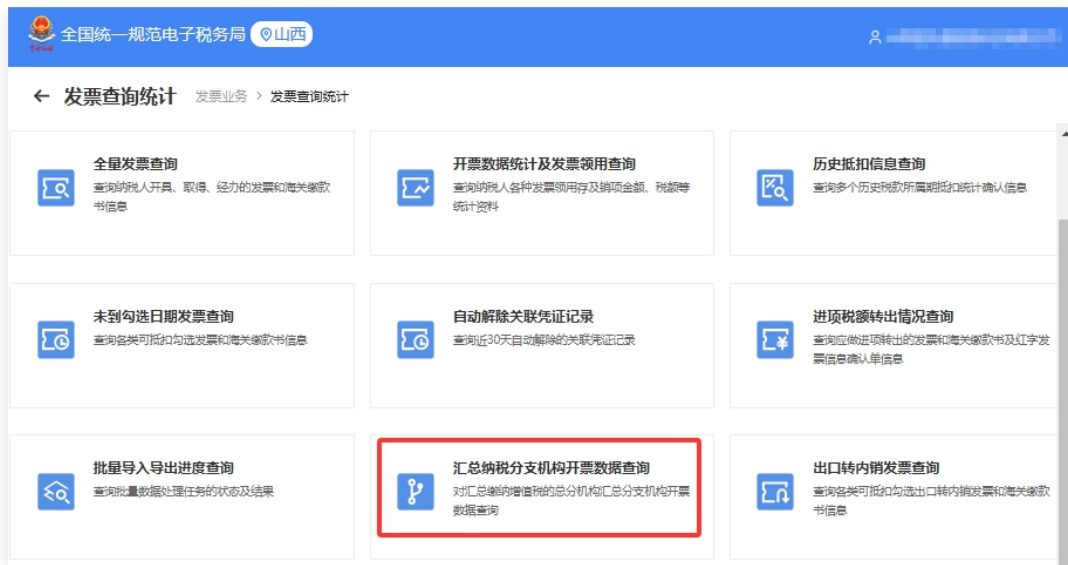 全国统一规范电子税务局 山西
发票查询统计 发票业务 > 发票查询统计
全量发票查询
查询纳税人开具、取得、经办的发票和海关缴款
书信息
开票数据统计及发票领用查询
查询纳税人各种发票领用存及销项金额、税额等
统计资料
历史抵扣信息查询
查询多个历史税款所属期抵扣统计确认信息
未到勾选日期发票查询
查询各类可抵扣勾选发票和海关缴款书信息
自动解除关联凭证记录
查询近30天自动解除的关联凭证记录
进项税额转出情况查询
查询应做进项转出的发票和海关缴款书及红字发
票信息确认单信息
批量导入导出进度查询
查询批量数据处理任务的状态及结果
汇总纳税分支机构开票数据查询
对汇总缴纳增值税的总分机构汇总分支机构开票
数据查询
出口转内销发票查询
查询各类可抵扣勾选出口转内销发票和海关缴款
书信息